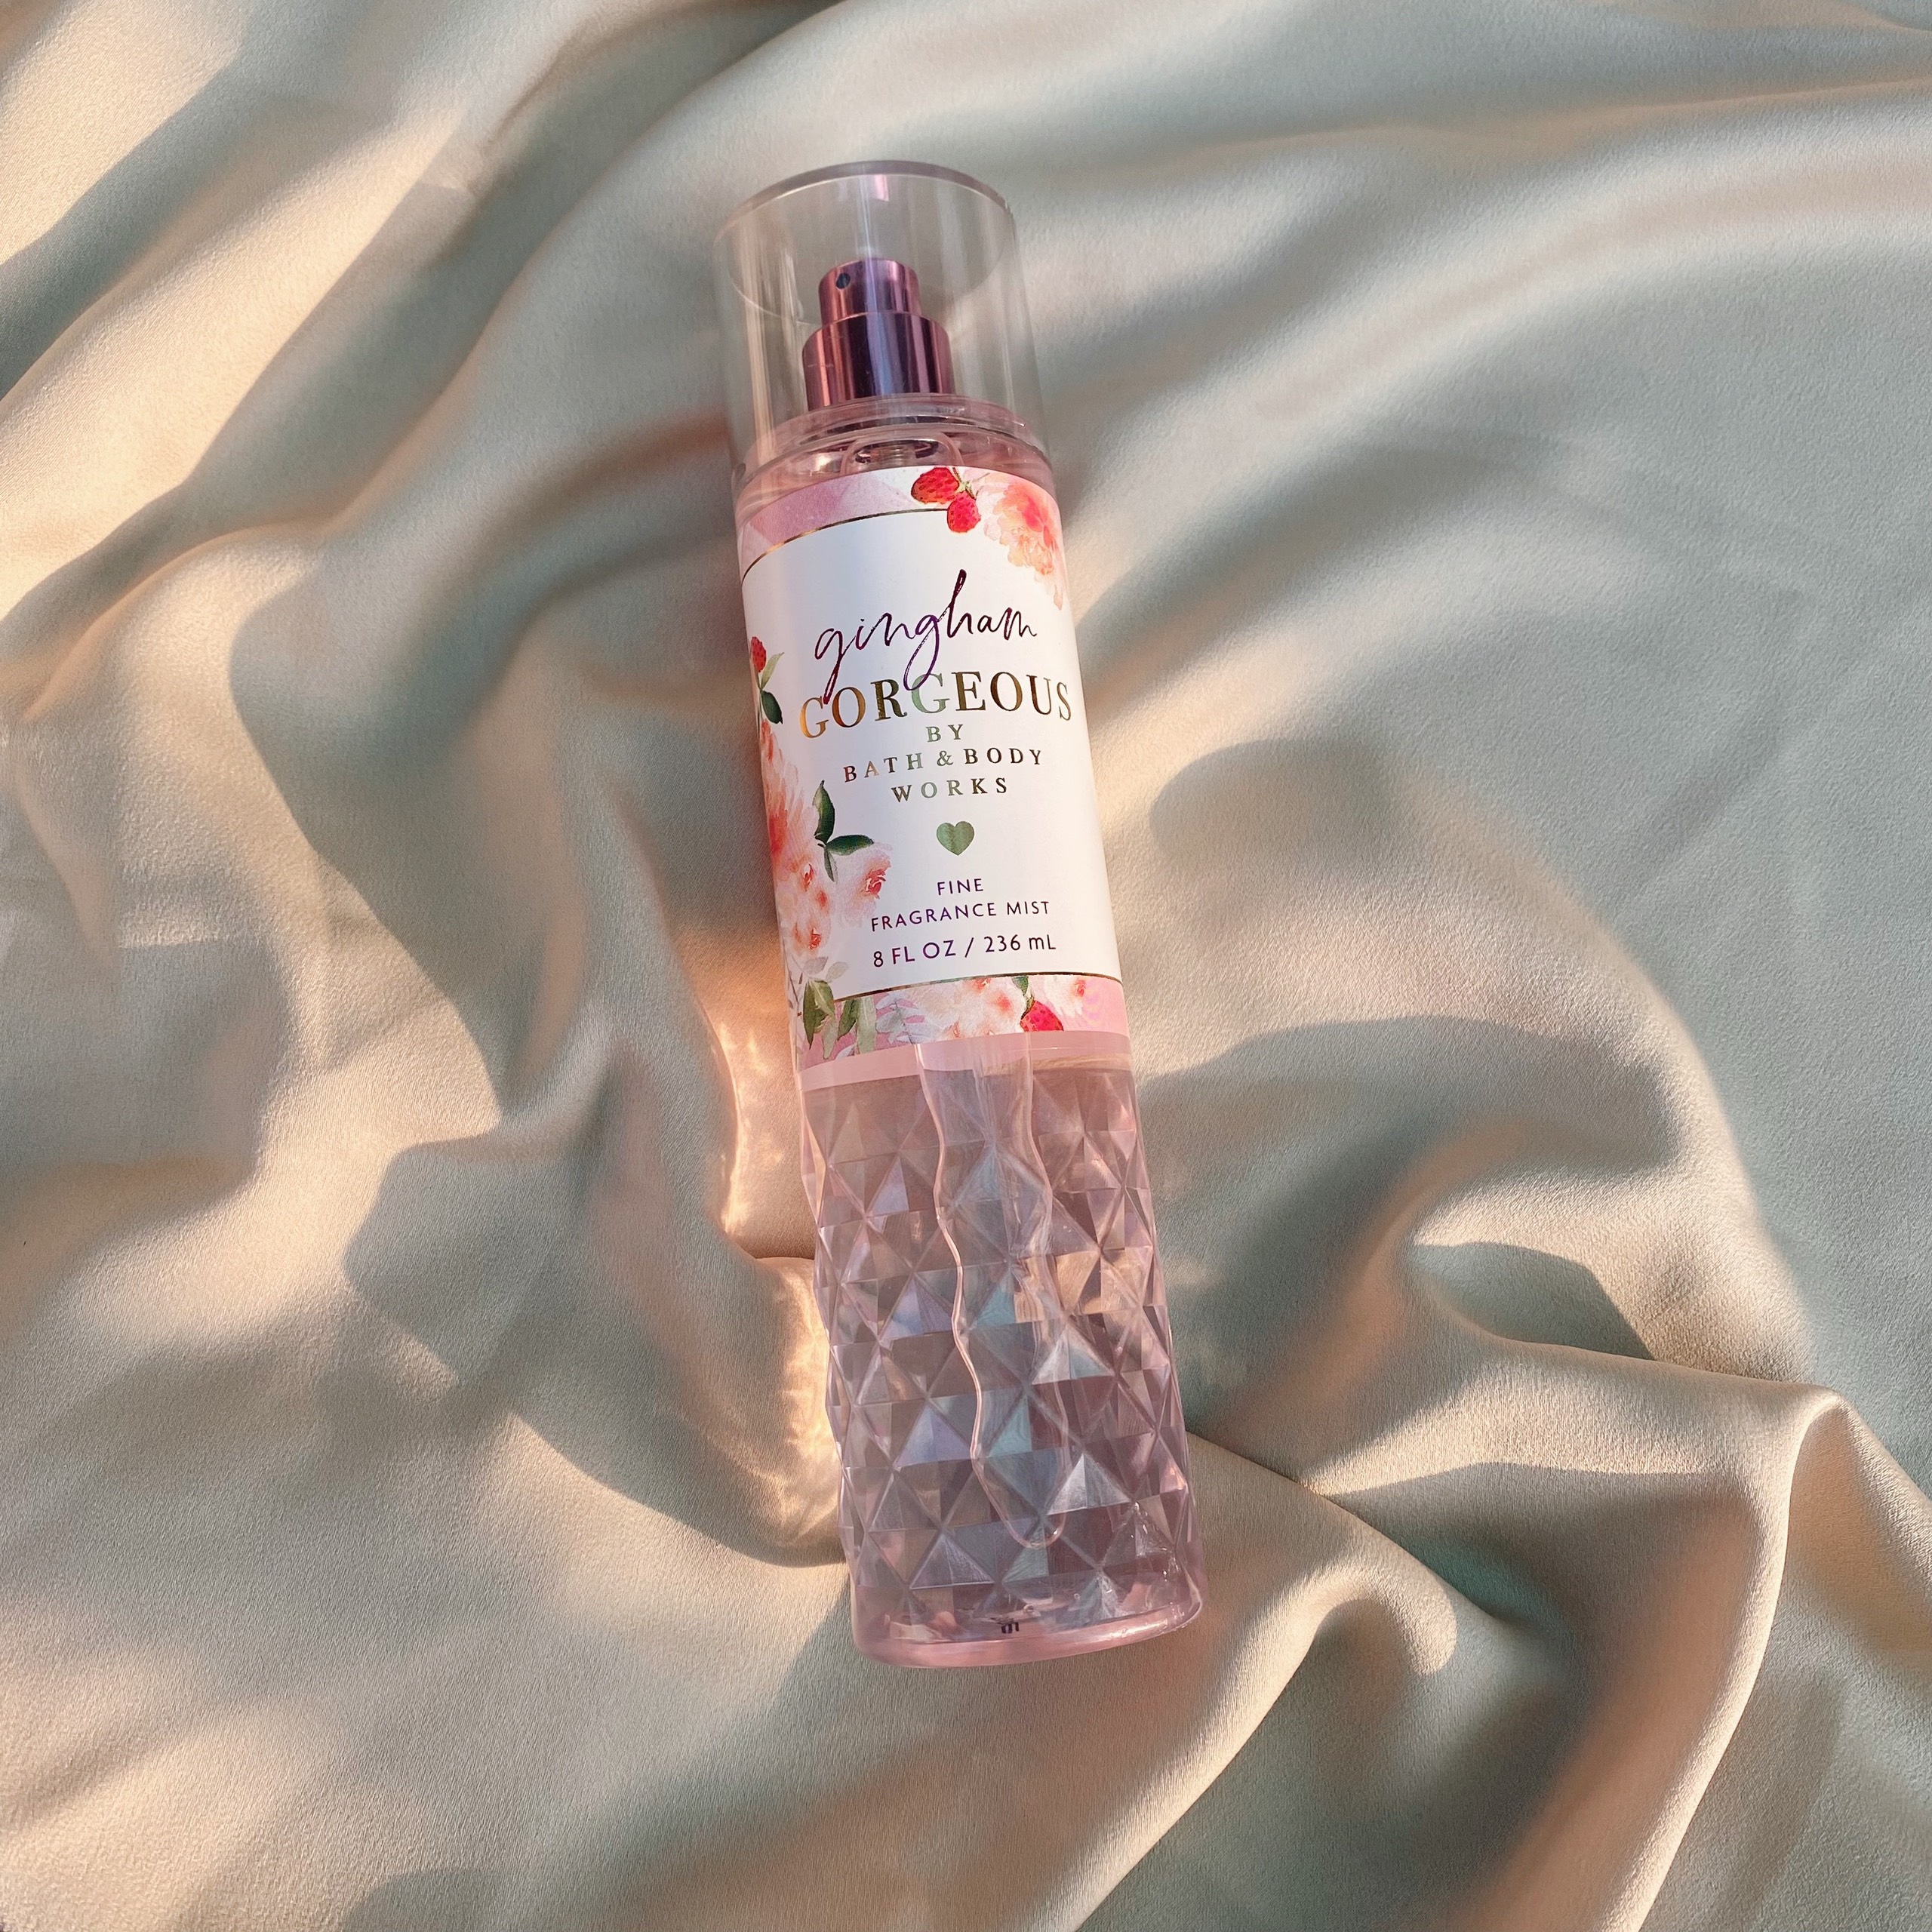 gingham
GORGEOUS
BY
BATH & BODY
WORKS
FINE
FRAGRANCE MIST
8 FL OZ / 236 mL